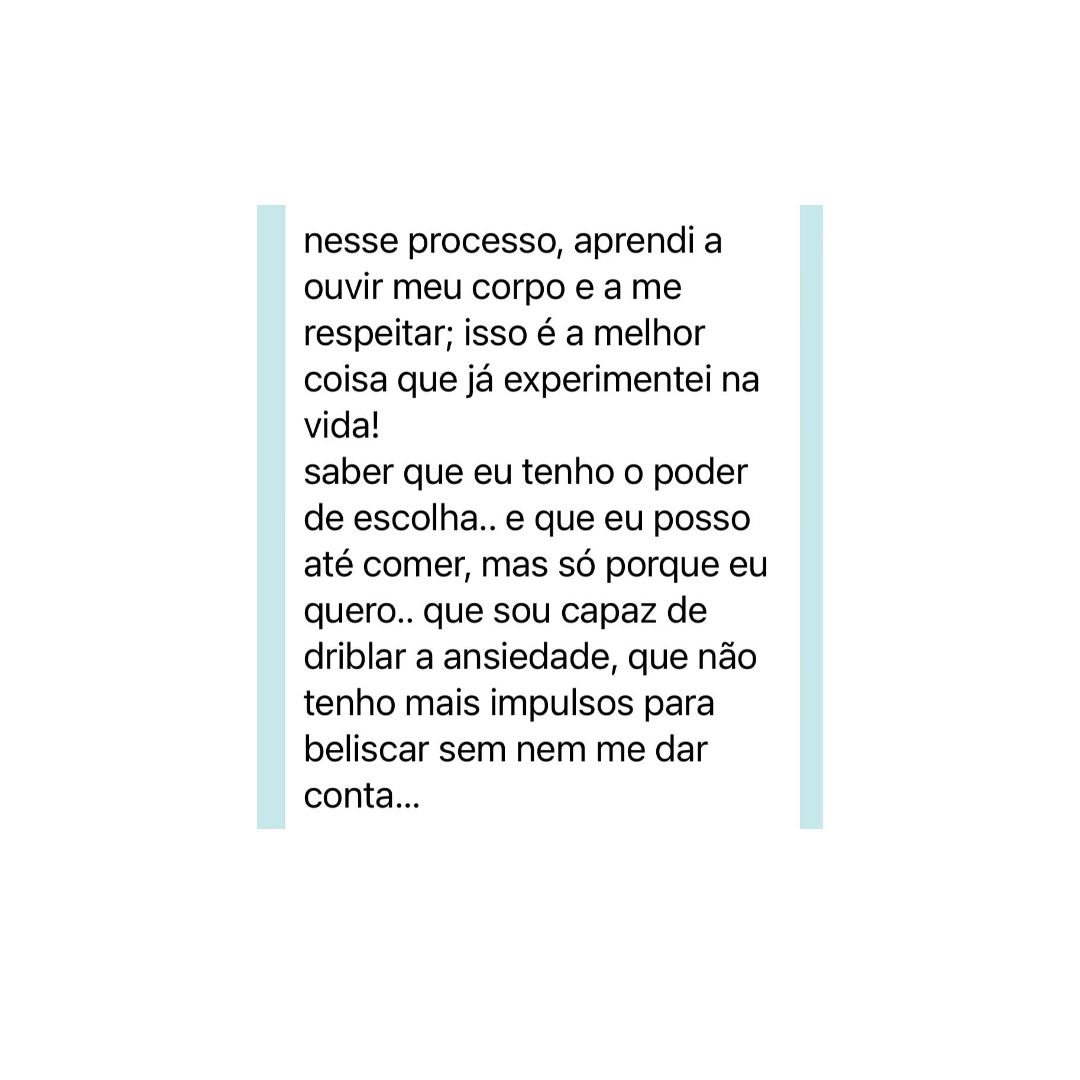 nesse processo, aprendi a
ouvir meu corpo e a me
respeitar; isso é a melhor
coisa que já experimentei na
vida!
saber que eu tenho o poder
de escolha.. e que eu posso
até comer, mas só porque eu
quero.. que sou capaz de
driblar a ansiedade, que não
tenho mais impulsos para
beliscar sem nem me dar
conta...